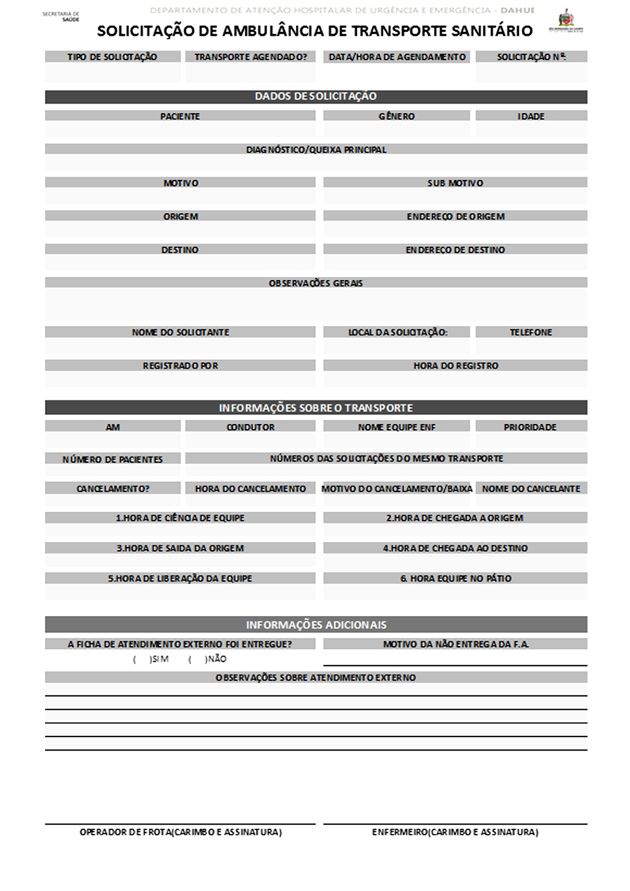 SECRETARIA DE
SAÚDE
DEPARTAMENTO DE ATENÇÃO HOSPITALAR DE URGÊNCIA E EMERGÊNCIA - DAHUE
SOLICITAÇÃO DE AMBULÂNCIA DE TRANSPORTE SANITÁRIO
TIPO DE SOLICITAÇÃO TRANSPORTE AGENDADO? DATA/HORA DE AGENDAMENTO SOLICITAÇÃO Nº:
DADOS DE SOLICITAÇÃO
PACIENTE GÊNERO IDADE
DIAGNÓSTICO/QUEIXA PRINCIPAL
MOTIVO SUB MOTIVO
ORIGEM ENDEREÇO DE ORIGEM
DESTINO ENDEREÇO DE DESTINO
OBSERVAÇÕES GERAIS
NOME DO SOLICITANTE LOCAL DA SOLICITAÇÃO: TELEFONE
REGISTRADO POR HORA DO REGISTRO
INFORMAÇÕES SOBRE O TRANSPORTE
AM CONDUTOR NOME EQUIPE ENF PRIORIDADE
NÚMERO DE PACIENTES NÚMEROS DAS SOLICITAÇÕES DO MESMO TRANSPORTE
CANCELAMENTO? HORA DO CANCELAMENTO MOTIVO DO CANCELAMENTO/BAIXA NOME DO CANCELANTE
1.HORA DE CIÊNCIA DE EQUIPE 2.HORA DE CHEGADA A ORIGEM
3.HORA DE SAIDA DA ORIGEM 4.HORA DE CHEGADA AO DESTINO
5.HORA DE LIBERAÇÃO DA EQUIPE 6. HORA EQUIPE NO PÁTIO
INFORMAÇÕES ADICIONAIS
A FICHA DE ATENDIMENTO EXTERNO FOI ENTREGUE? MOTIVO DA NÃO ENTREGA DA F.A.
( )SIM ( )NÃO
OBSERVAÇÕES SOBRE ATENDIMENTO EXTERNO
OPERADOR DE FROTA(CARIMBO E ASSINATURA) ENFERMEIRO(CARIMBO E ASSINATURA)